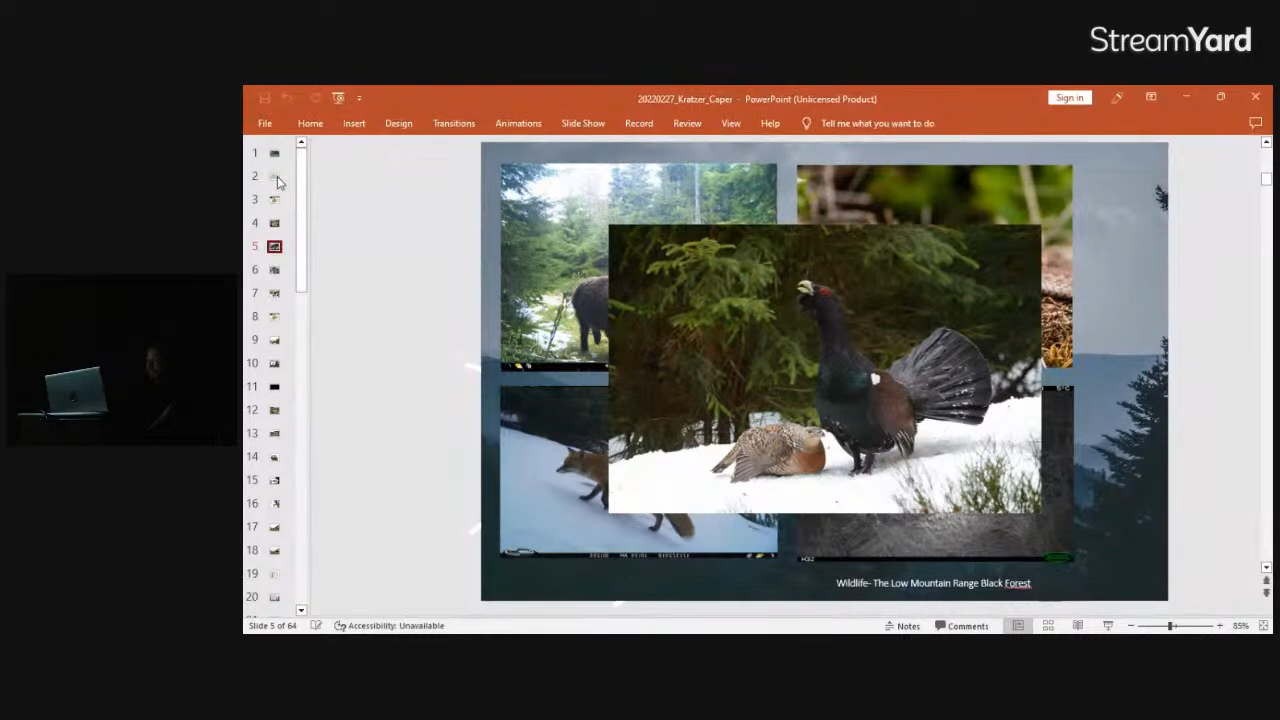 StreamYard
20220227_Kratzer_Caper - PowerPoint (Unlicensed Product)
Sign in
File Home Insert Design Transitions Animations Slide Show Record Review View Help Tell me what you want to do
1
2
3
4
5
6
7
8
9
10
11
12
13
14
15
16
17
18
19
20
5°C
Wildlife- The Low Mountain Range Black Forest
Slide 5 of 64 Accessibility: Unavailable Notes Comments 85%